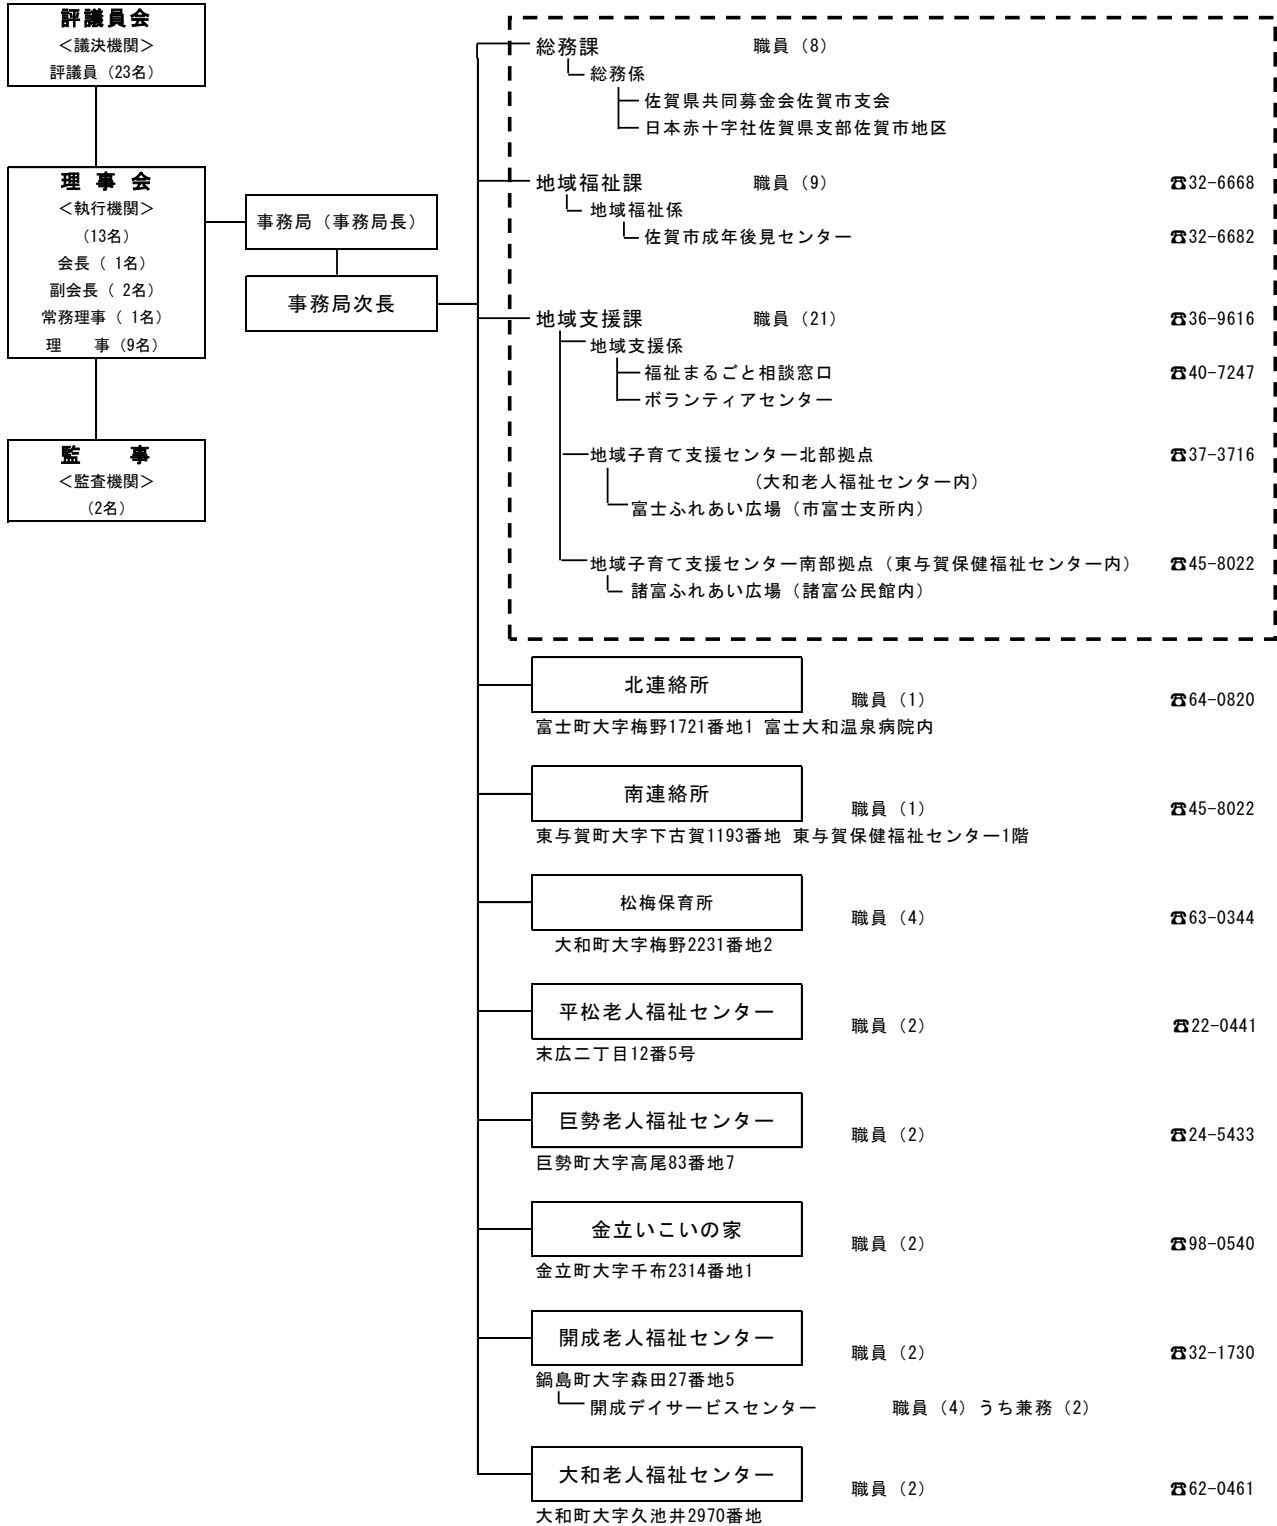 評議員会
＜議決機関＞
評議員（23名）
理 事 会
＜執行機関＞
（13名）
会長（ 1名）
副会長（ 2名）
常務理事（ 1名）
理　　事（9名）
監　　事
＜監査機関＞
（2名）
事務局（事務局長）
事務局次長
総務課　職員（8）
総務係
佐賀県共同募金会佐賀市支会
日本赤十字社佐賀県支部佐賀市地区
地域福祉課　職員（9）　☎32-6668
地域福祉係
佐賀市成年後見センター　☎32-6682
地域支援課　職員（21）　☎36-9616
地域支援係
福祉まるごと相談窓口　☎40-7247
ボランティアセンター
地域子育て支援センター北部拠点　☎37-3716
（大和老人福祉センター内）
富士ふれあい広場（市富士支所内）
地域子育て支援センター南部拠点（東与賀保健福祉センター内）　☎45-8022
諸富ふれあい広場（諸富公民館内）
北連絡所　職員（1）　☎64-0820
富士町大字梅野1721番地1 富士大和温泉病院内
南連絡所　職員（1）　☎45-8022
東与賀町大字下古賀1193番地 東与賀保健福祉センター1階
松梅保育所　職員（4）　☎63-0344
大和町大字梅野2231番地2
平松老人福祉センター　職員（2）　☎22-0441
末広二丁目12番5号
巨勢老人福祉センター　職員（2）　☎24-5433
巨勢町大字高尾83番地7
金立いこいの家　職員（2）　☎98-0540
金立町大字千布2314番地1
開成老人福祉センター　職員（2）　☎32-1730
鍋島町大字森田27番地5
開成デイサービスセンター　職員（4）うち兼務（2）
大和老人福祉センター　職員（2）　☎62-0461
大和町大字久池井2970番地